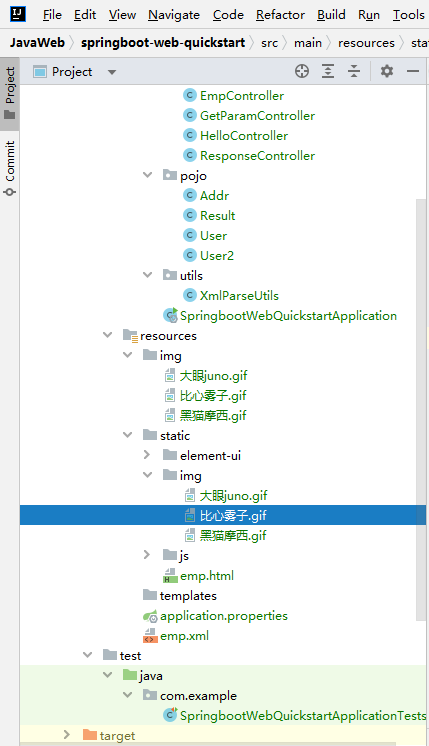 IJ File Edit View Navigate Code Refactor Build Run Tools
JavaWeb springboot-web-quickstart src main resources sta
Project
Project
Commit
EmpController
GetParamController
HelloController
ResponseController
pojo
Addr
Result
User
User2
utils
XmlParseUtils
SpringbootWebQuickstartApplication
resources
img
大眼juno.gif
比心雾子.gif
黑猫摩西.gif
static
element-ui
img
大眼juno.gif
比心雾子.gif
黑猫摩西.gif
js
emp.html
templates
application.properties
emp.xml
test
java
com.example
SpringbootWebQuickstartApplicationTests
target